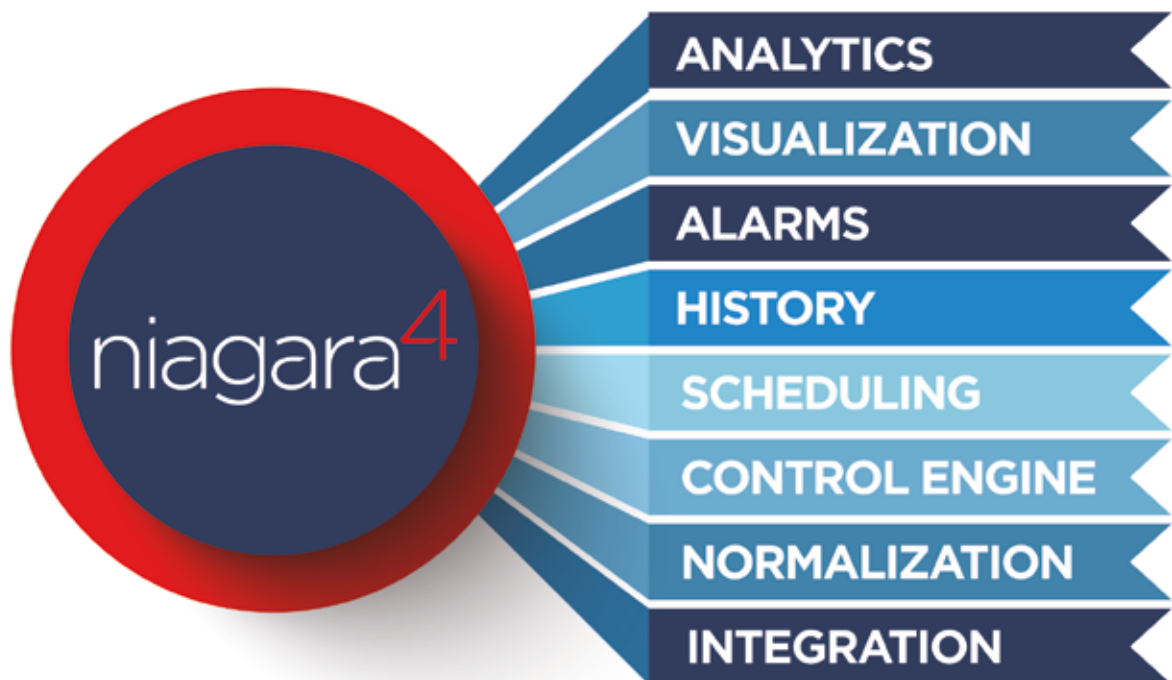 niagara4
ANALYTICS
VISUALIZATION
ALARMS
HISTORY
SCHEDULING
CONTROL ENGINE
NORMALIZATION
INTEGRATION